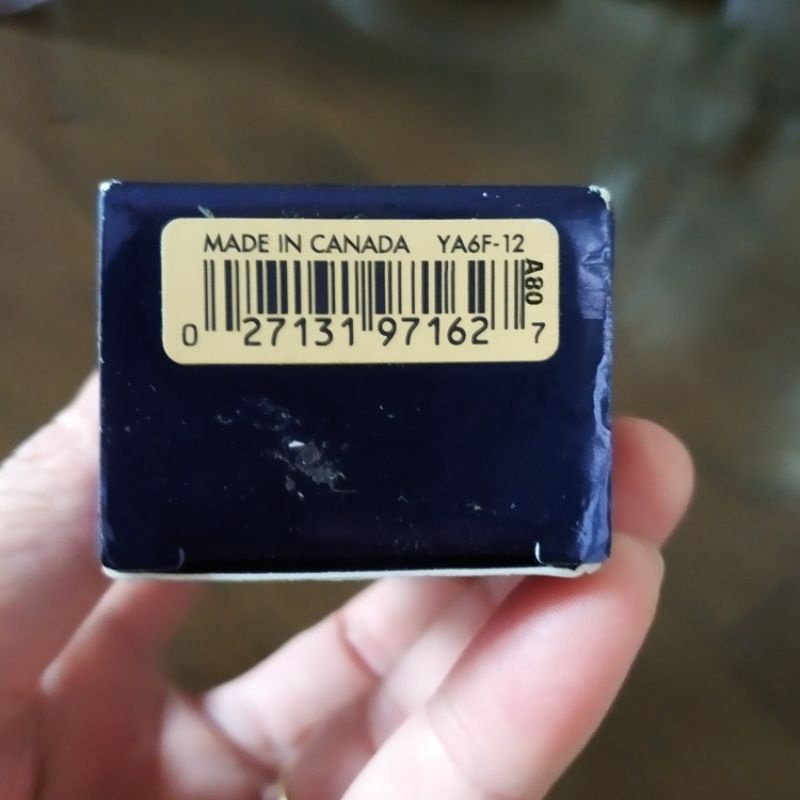 MADE IN CANADA YA6F-12
A80
0 27131 97162 7